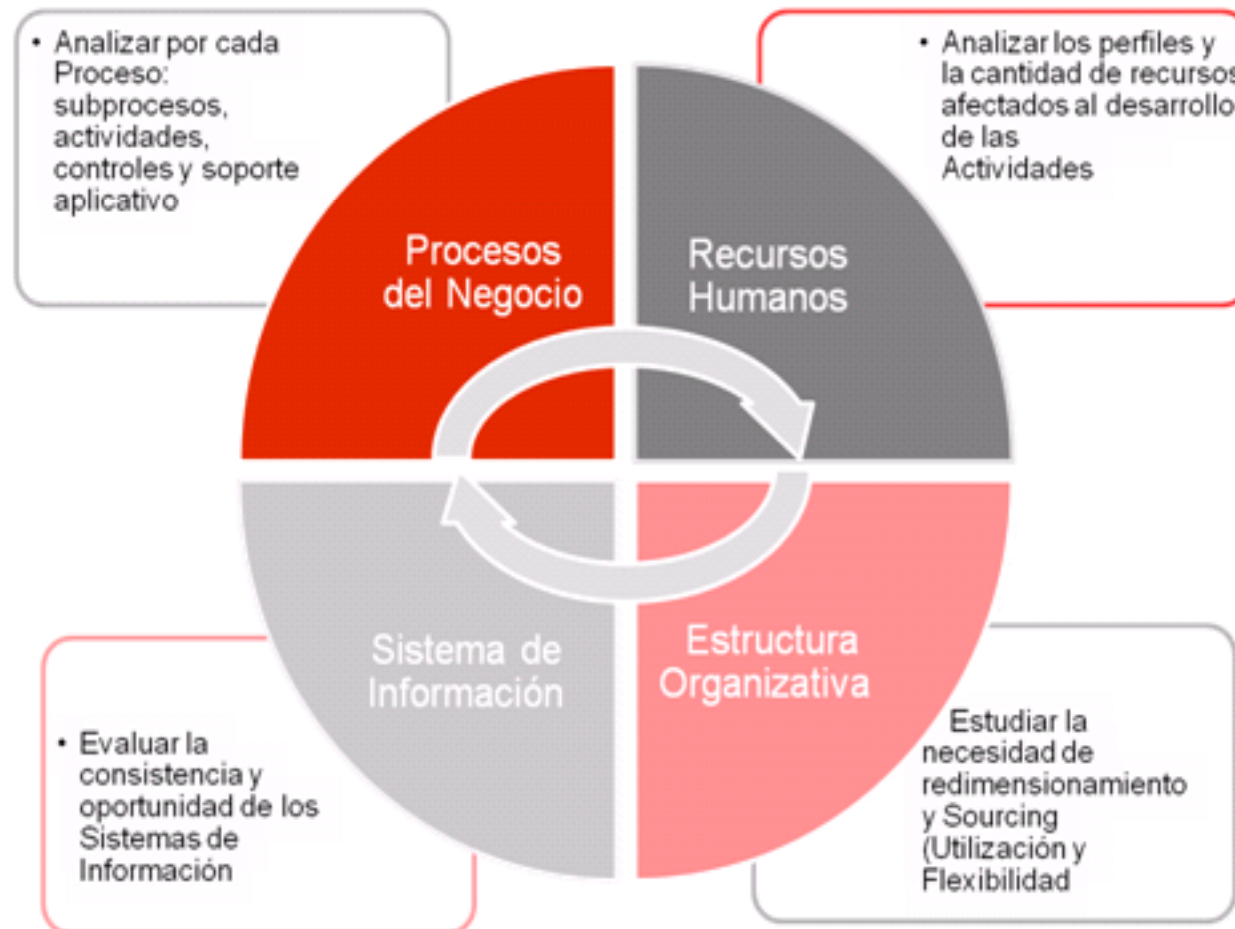 • Analizar por cada
Proceso:
subprocesos,
actividades,
controles y soporte
aplicativo
• Analizar los perfiles y
la cantidad de recursos
afectados al desarrollo
de las
Actividades
Procesos
del Negocio
Recursos
Humanos
Sistema de
Información
Estructura
Organizativa
• Evaluar la
consistencia y
oportunidad de los
Sistemas de
Información
Estudiar la
necesidad de
redimensionamiento
y Sourcing
(Utilización y
Flexibilidad